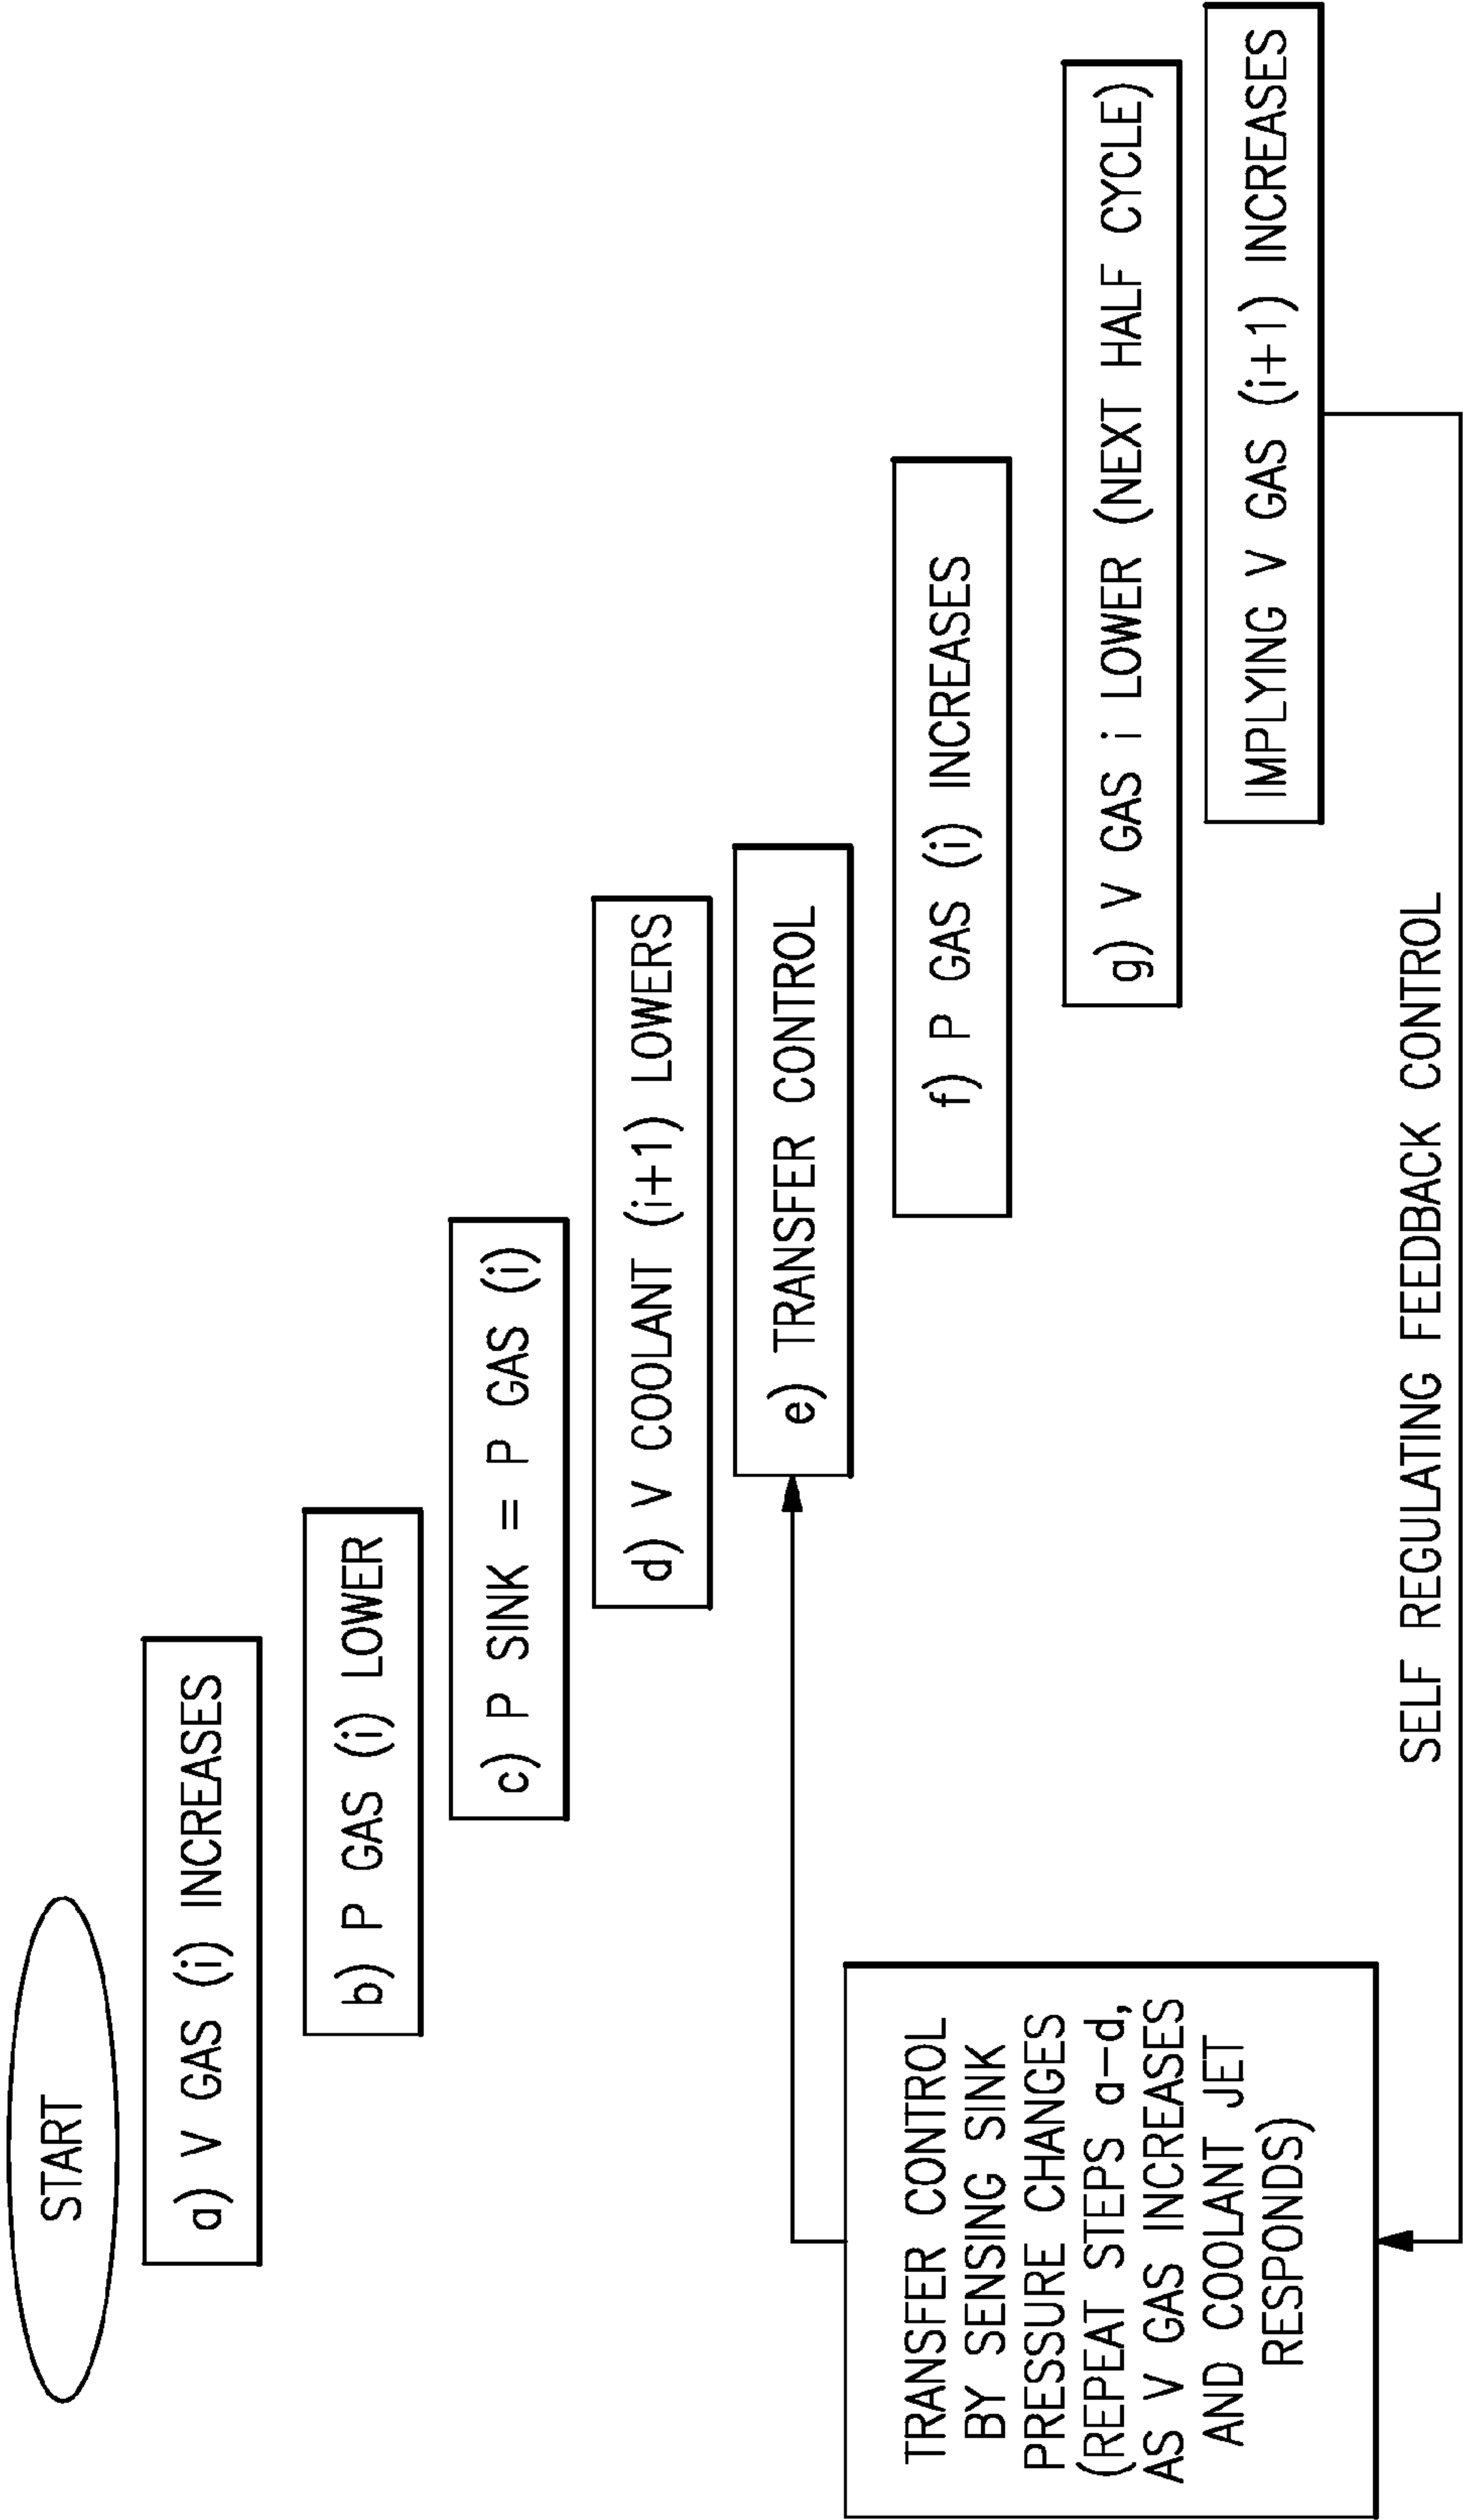 START
a) V GAS (i) INCREASES
b) P GAS (i) LOWER
c) P SINK = P GAS (i)
d) V COOLANT (i+1) LOWERS
e) TRANSFER CONTROL
f) P GAS (i) INCREASES
g) V GAS i LOWER (NEXT HALF CYCLE)
IMPLYING V GAS (i+1) INCREASES
TRANSFER CONTROL
BY SENSING SINK
PRESSURE CHANGES
(REPEAT STEPS a-d,
AS V GAS INCREASES
AND COOLANT JET
RESPONDS)
SELF REGULATING FEEDBACK CONTROL